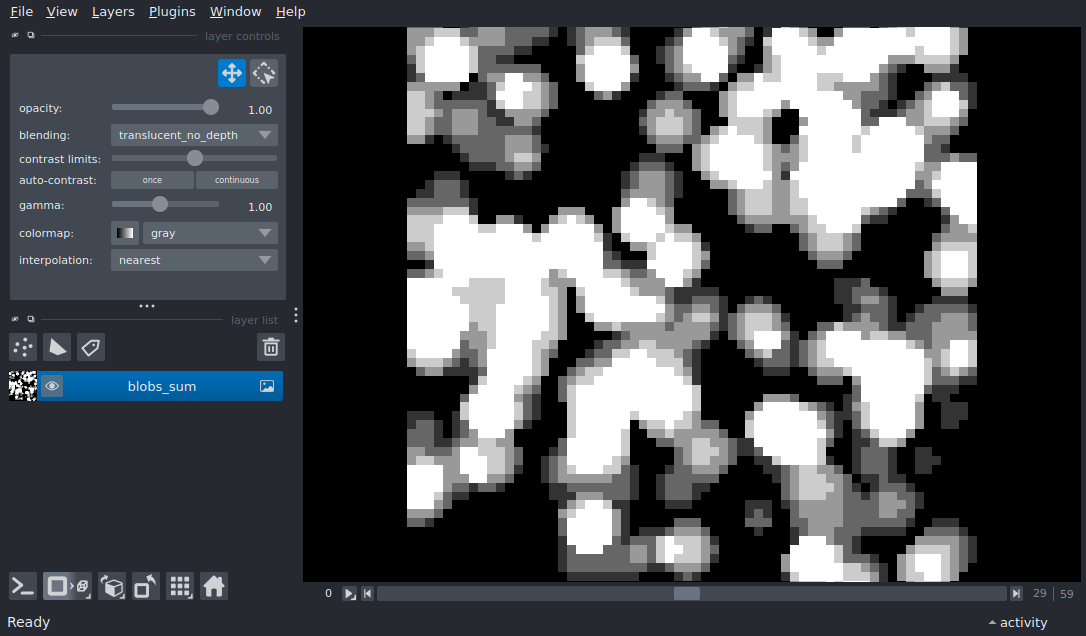 File View Layers Plugins Window Help
layer controls
opacity: 1.00
blending: translucent_no_depth
contrast limits:
auto-contrast: once continuous
gamma: 1.00
colormap: gray
interpolation: nearest
layer list
blobs_sum
0 29 59
Ready activity